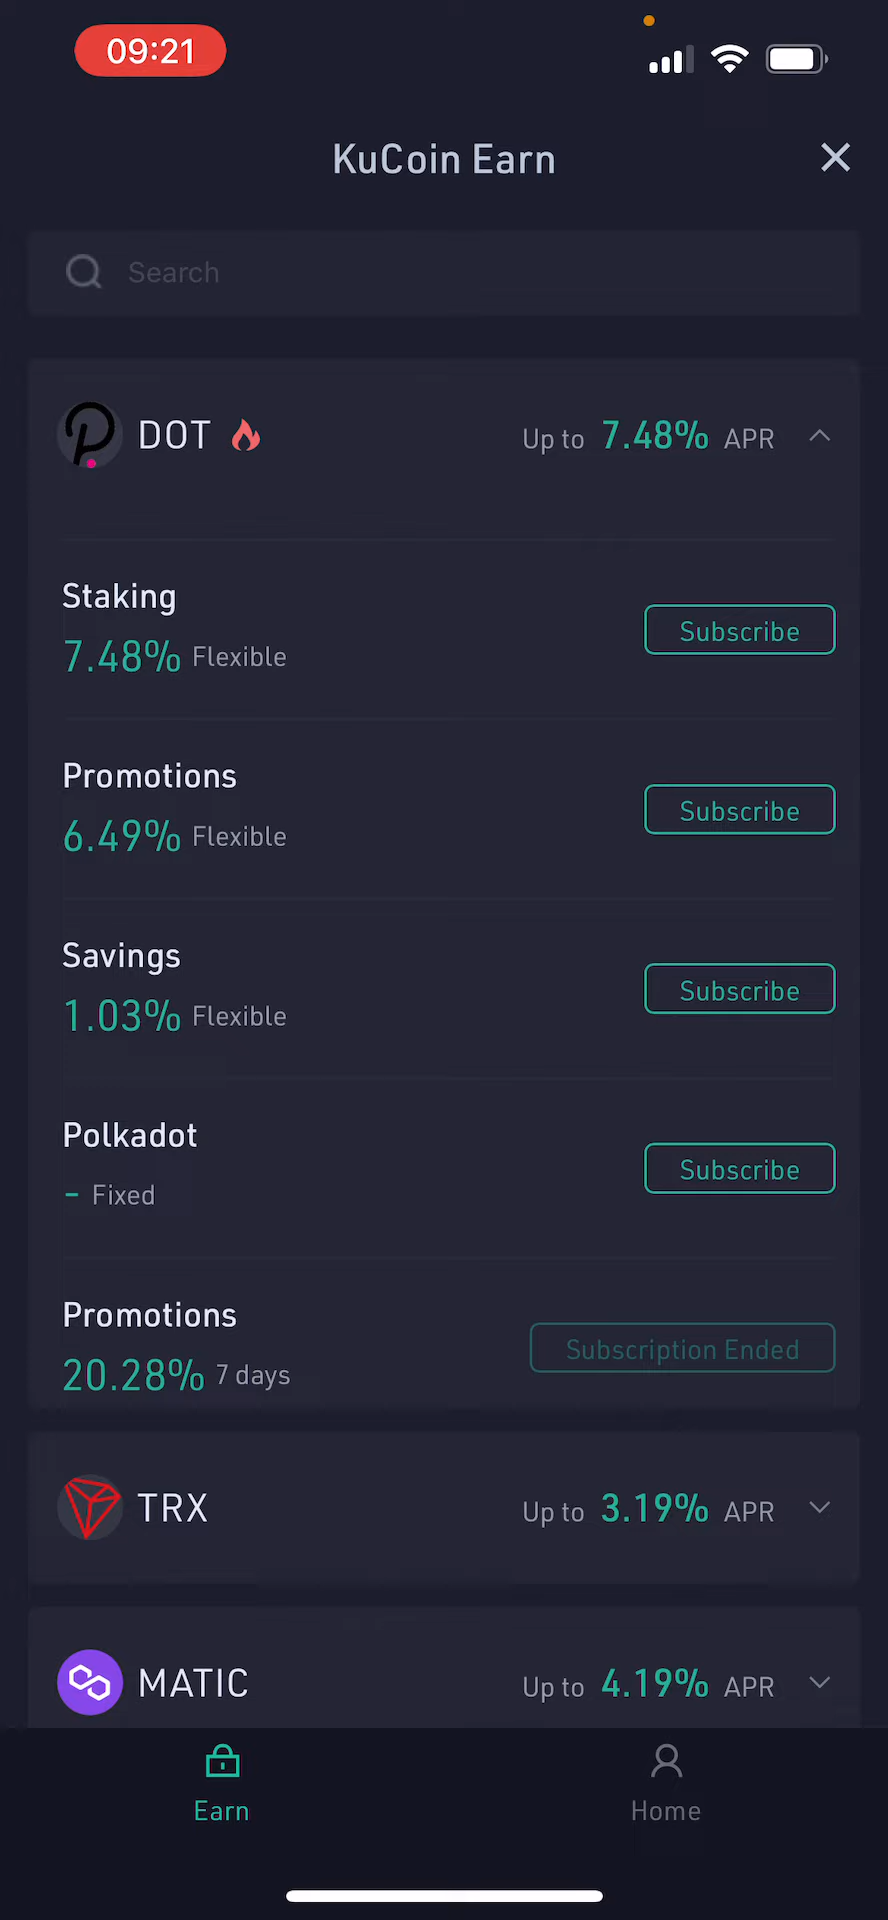 09:21
KuCoin Earn
Search
DOT Up to 7.48% APR
Staking
7.48% Flexible
Subscribe
Promotions
6.49% Flexible
Subscribe
Savings
1.03% Flexible
Subscribe
Polkadot
- Fixed
Subscribe
Promotions
20.28% 7 days
Subscription Ended
TRX Up to 3.19% APR
MATIC Up to 4.19% APR
Earn
Home